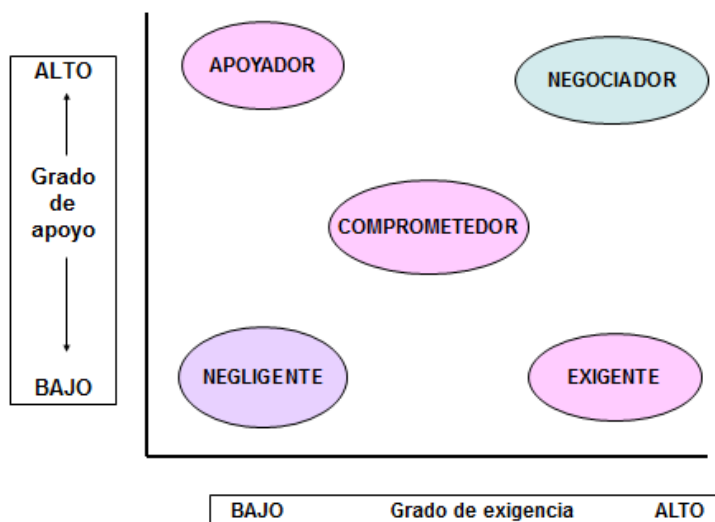 APOYADOR
ALTO
NEGOCIADOR
Grado
de
apoyo
COMPROMETEDOR
NEGLIGENTE
EXIGENTE
BAJO
BAJO Grado de exigencia ALTO